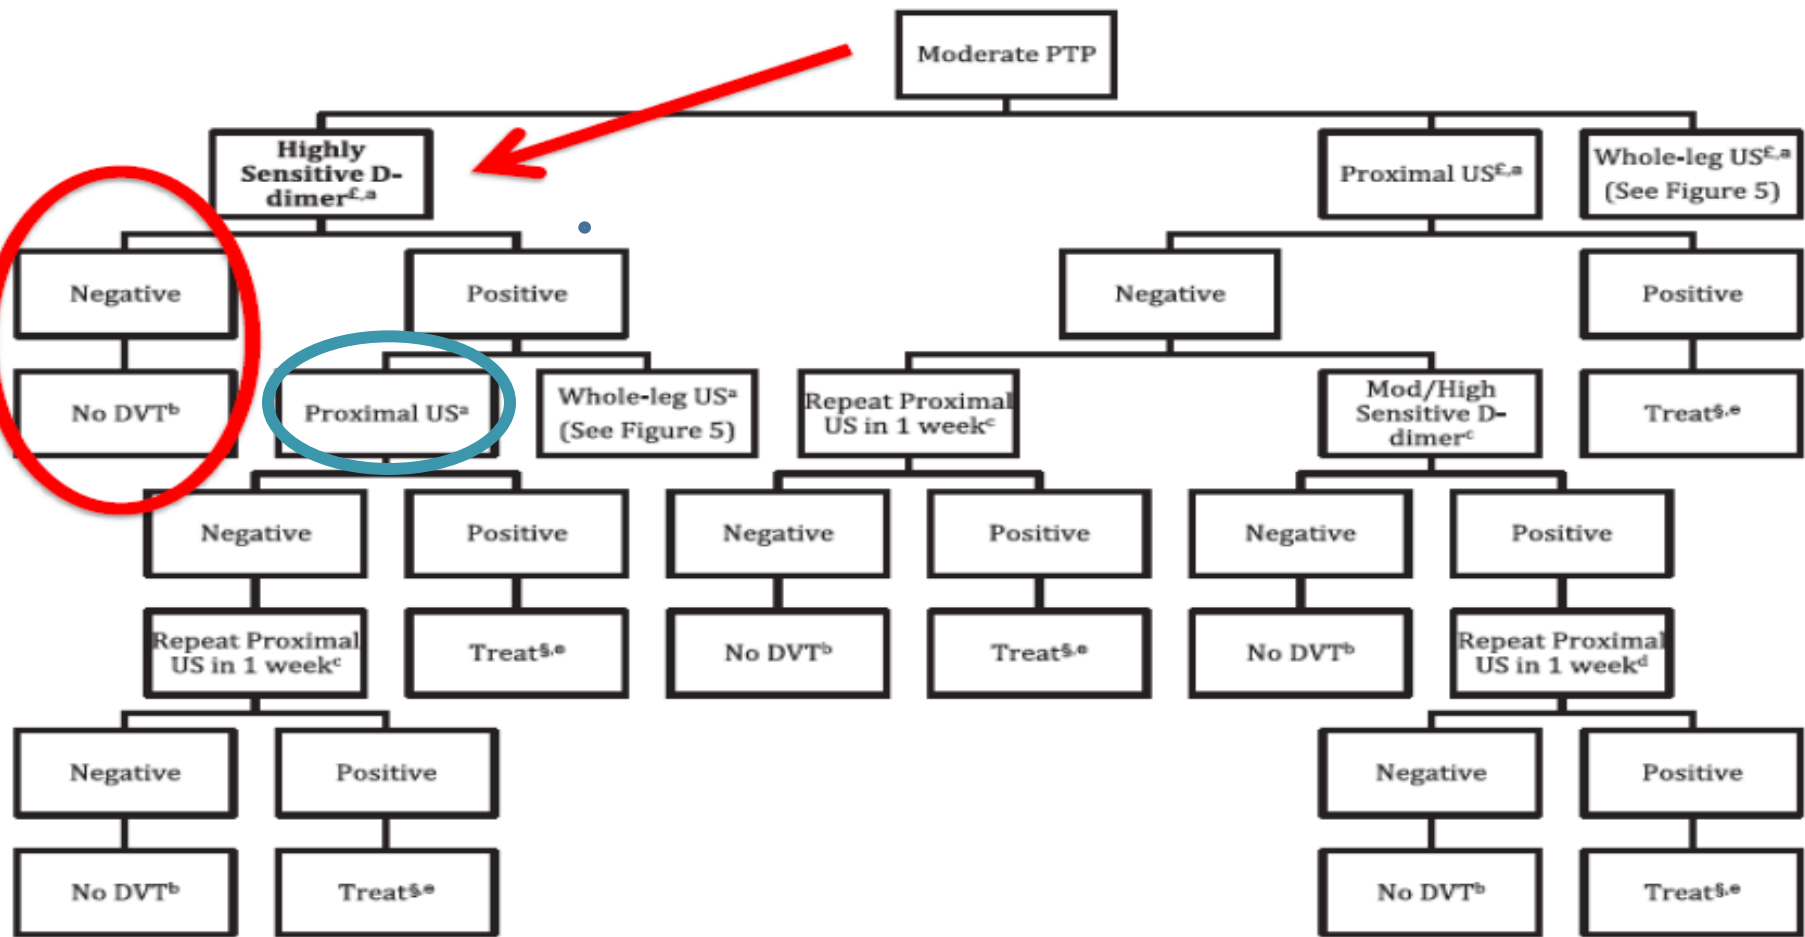 Moderate PTP
Highly
Sensitive D-
dimer£,a
Proximal US£,a
Whole-leg US£,a
(See Figure 5)
Negative
Positive
Negative
Positive
No DVTb
Proximal USa
Whole-leg USa
(See Figure 5)
Repeat Proximal
US in 1 weekc
Mod/High
Sensitive D-
dimerc
Treat§,e
Negative
Positive
Negative
Positive
Negative
Positive
Repeat Proximal
US in 1 weekc
Treat§,e
No DVTb
Treat§,e
No DVTb
Repeat Proximal
US in 1 weekd
Negative
Positive
Negative
Positive
No DVTb
Treat§,e
No DVTb
Treat§,e